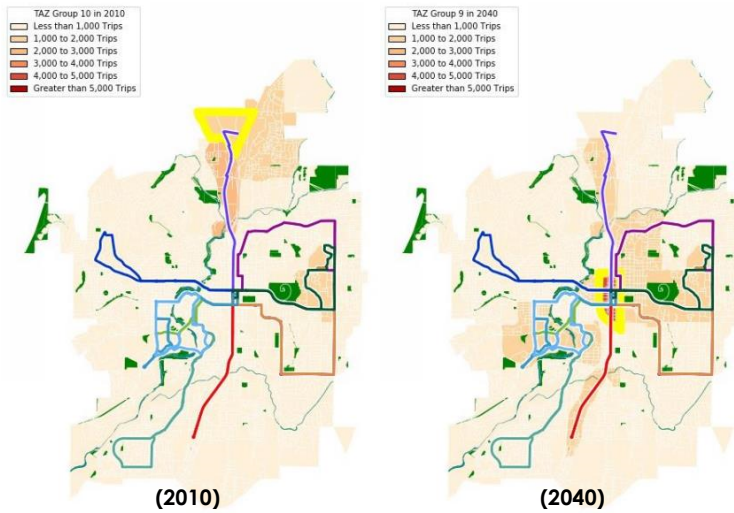 TAZ Group 10 in 2010
Less than 1,000 Trips
1,000 to 2,000 Trips
2,000 to 3,000 Trips
3,000 to 4,000 Trips
4,000 to 5,000 Trips
Greater than 5,000 Trips
(2010)
TAZ Group 9 in 2040
Less than 1,000 Trips
1,000 to 2,000 Trips
2,000 to 3,000 Trips
3,000 to 4,000 Trips
4,000 to 5,000 Trips
Greater than 5,000 Trips
(2040)